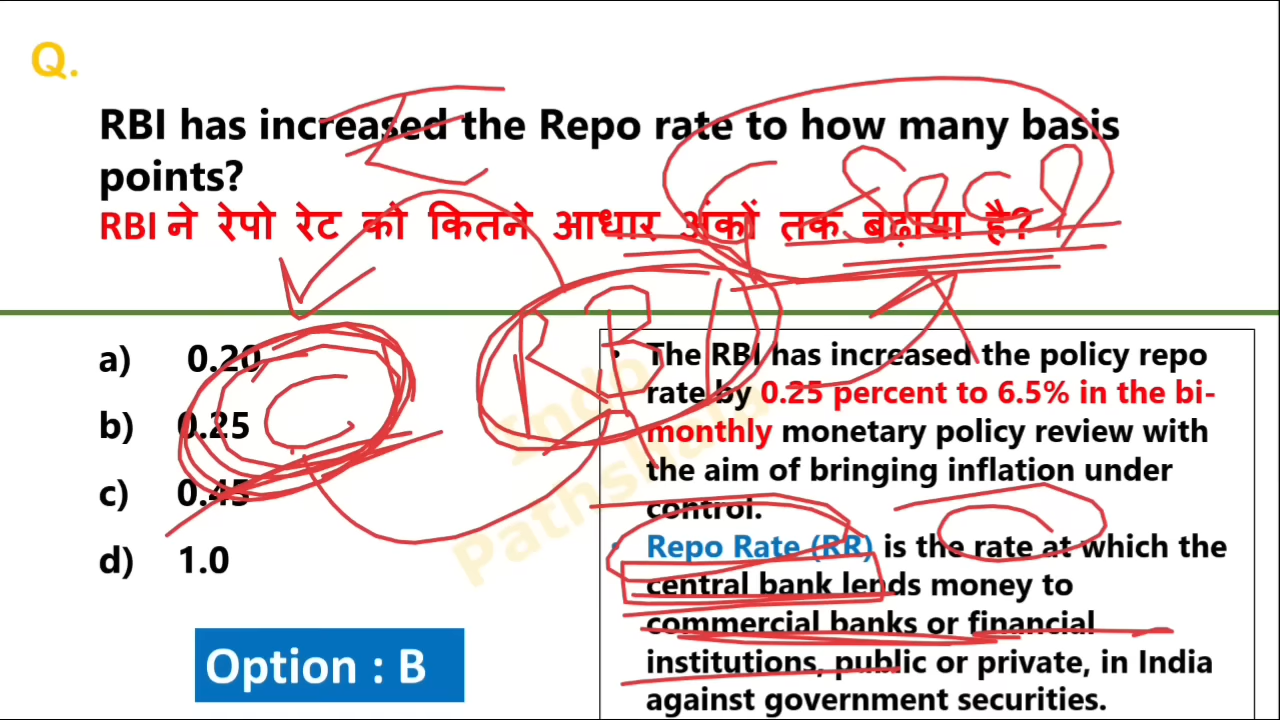 Q.
RBI has increased the Repo rate to how many basis
points?
RBI ने रेपो रेट को कितने आधार अंकों तक बढ़ाया है?
a) 0.20
b) 0.25
c) 0.45
d) 1.0
Option : B
• The RBI has increased the policy repo
rate by 0.25 percent to 6.5% in the bi-
monthly monetary policy review with
the aim of bringing inflation under
control.
• Repo Rate (RR) is the rate at which the
central bank lends money to
commercial banks or financial
institutions, public or private, in India
against government securities.
RBI
Indo
Pathshala